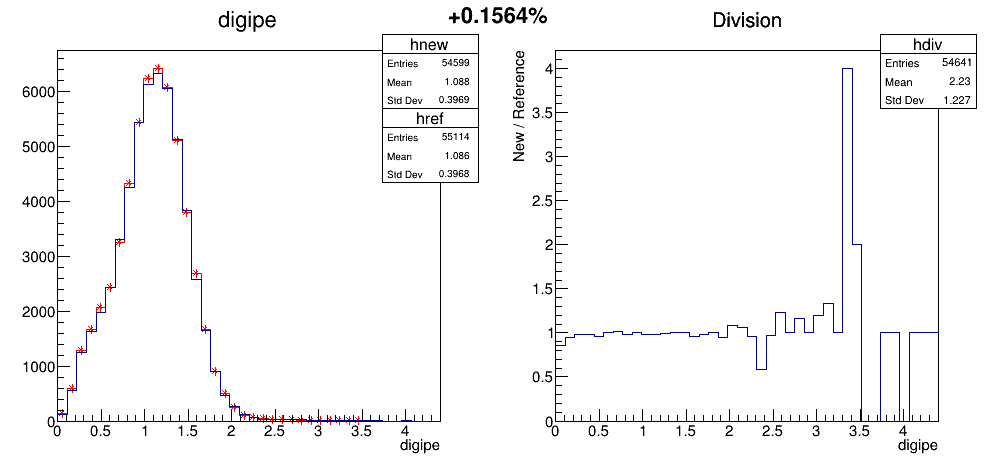 +0.1564%
digipe
hnew
Entries 54599
Mean 1.088
Std Dev 0.3969
href
Entries 55114
Mean 1.086
Std Dev 0.3968
6000
5000
4000
3000
2000
1000
0
0 0.5 1 1.5 2 2.5 3 3.5 4
digipe
Division
hdiv
Entries 54641
Mean 2.23
Std Dev 1.227
New / Reference
4
3.5
3
2.5
2
1.5
1
0.5
0
0 0.5 1 1.5 2 2.5 3 3.5 4
digipe